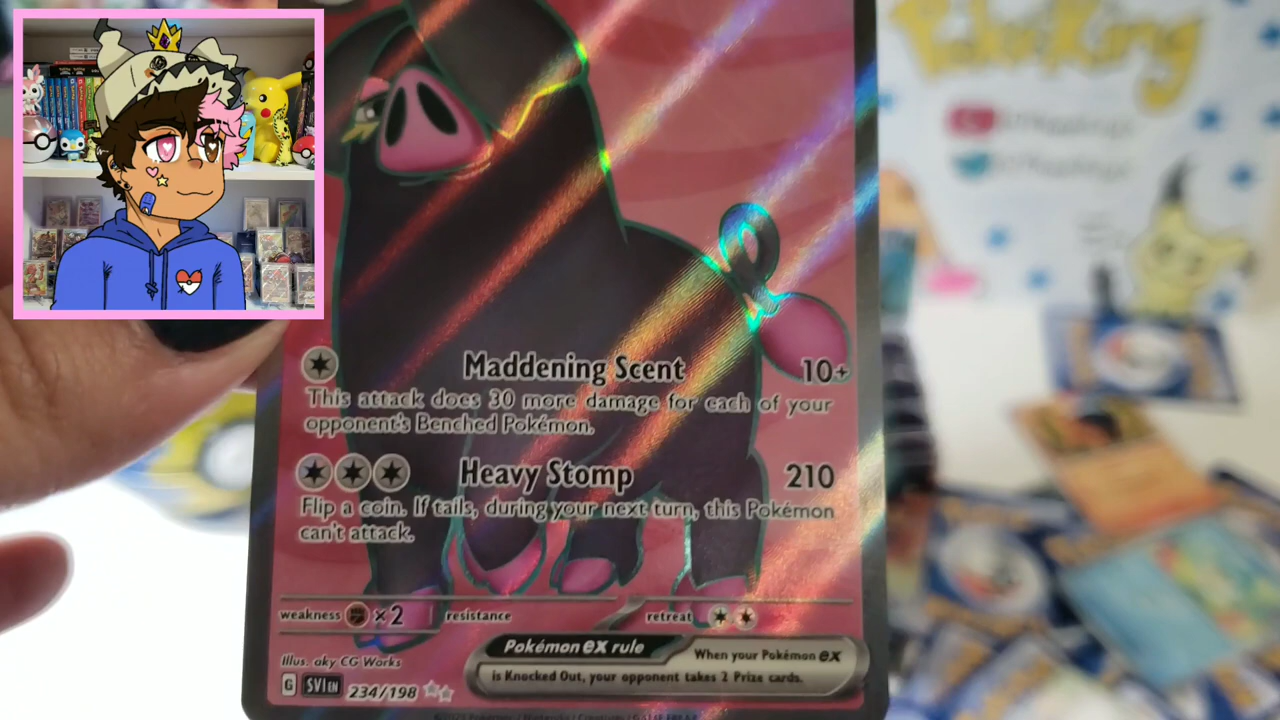 Maddening Scent 10+
This attack does 30 more damage for each of your
opponent's Benched Pokémon.
Heavy Stomp 210
Flip a coin. If tails, during your next turn, this Pokémon
can't attack.
weakness ×2 resistance retreat
Pokémon ex rule When your Pokémon ex
is Knocked Out, your opponent takes 2 Prize cards.
Illus. aky CG Works
G SVI EN 234/198